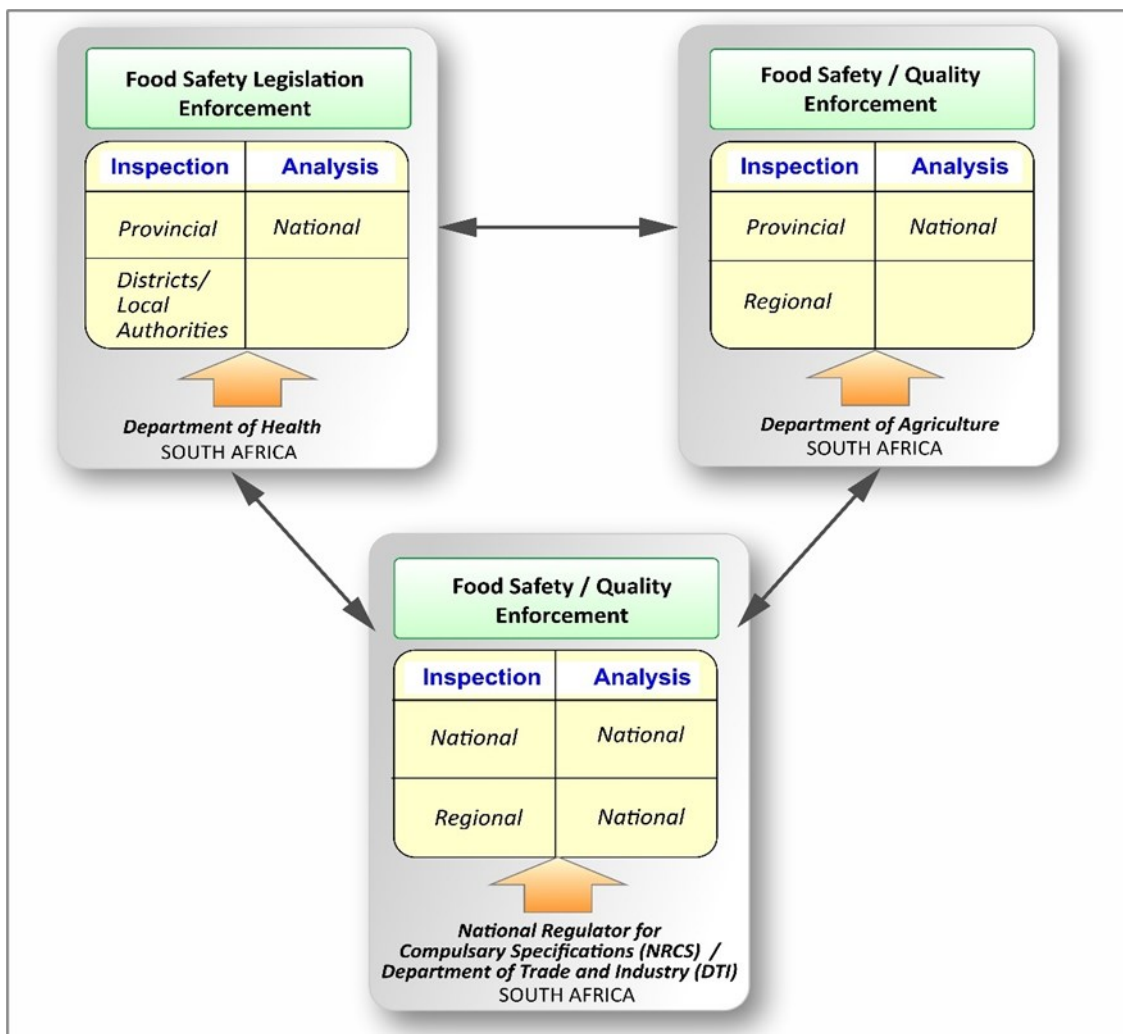 Food Safety Legislation
Enforcement
Inspection Analysis
Provincial National
Districts/
Local
Authorities
Department of Health
SOUTH AFRICA
Food Safety / Quality
Enforcement
Inspection Analysis
Provincial National
Regional
Department of Agriculture
SOUTH AFRICA
Food Safety / Quality
Enforcement
Inspection Analysis
National National
Regional National
National Regulator for
Compulsary Specifications (NRCS) /
Department of Trade and Industry (DTI)
SOUTH AFRICA